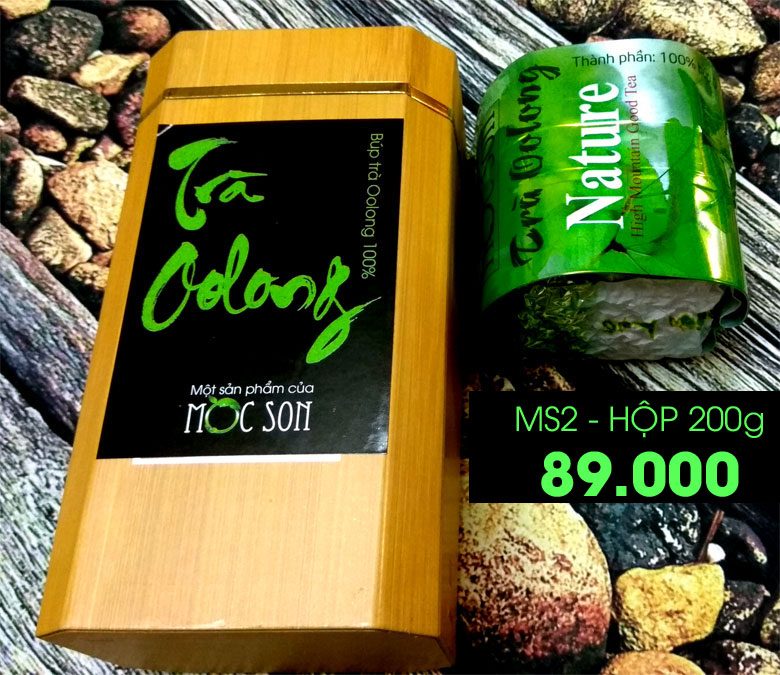 Trà
Oolong
Búp trà Oolong 100%
Một sản phẩm của
MỘC SƠN
Thành phần: 100%
Trà Oolong
Nature
High Mountain Good Tea
MS2 - HỘP 200g
89.000